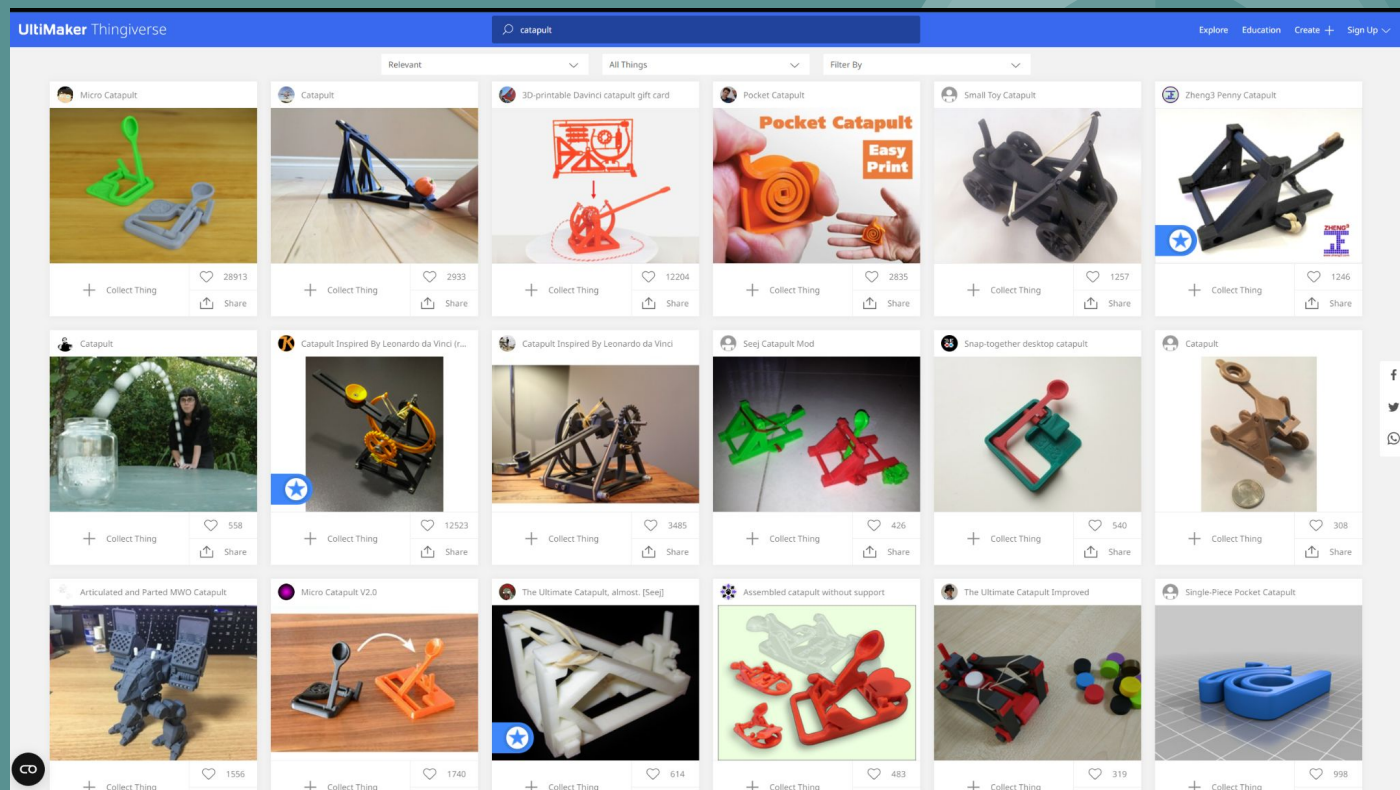 UltiMaker Thingiverse
catapult
Explore Education Create Sign Up
Relevant
All Things
Filter By
Micro Catapult
Catapult
3D-printable Davinci catapult gift card
Pocket Catapult
Small Toy Catapult
Zheng3 Penny Catapult
Pocket Catapult
Easy
Print
ZHENG3
Collect Thing 28913 Share
Collect Thing 2933 Share
Collect Thing 12204 Share
Collect Thing 2835 Share
Collect Thing 1257 Share
Collect Thing 1246 Share
Catapult
Catapult Inspired By Leonardo da Vinci (r...
Catapult Inspired By Leonardo da Vinci
Seej Catapult Mod
Snap-together desktop catapult
Catapult
Collect Thing 558 Share
Collect Thing 12523 Share
Collect Thing 3485 Share
Collect Thing 426 Share
Collect Thing 540 Share
Collect Thing 308 Share
Articulated and Parted MWO Catapult
Micro Catapult V2.0
The Ultimate Catapult, almost. [Seej]
Assembled catapult without support
The Ultimate Catapult Improved
Single-Piece Pocket Catapult
Collect Thing 1556
Collect Thing 1740
Collect Thing 614
Collect Thing 483
Collect Thing 319
Collect Thing 998